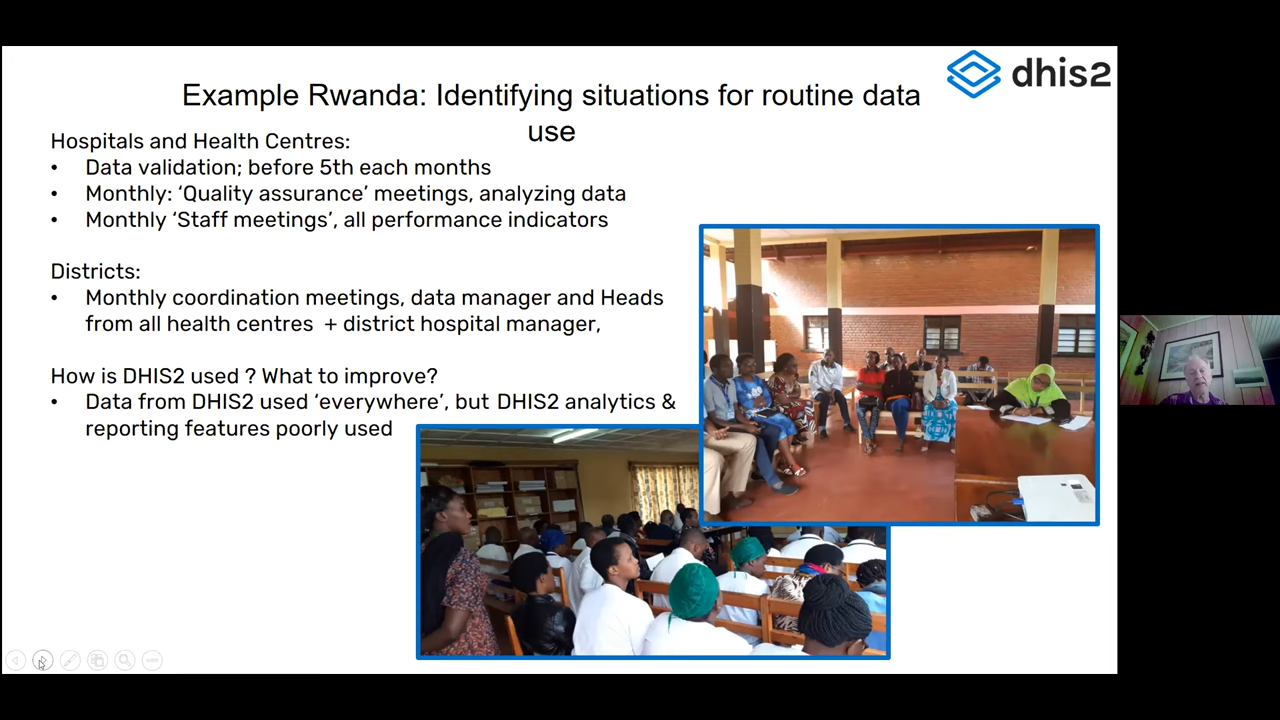 dhis2
Example Rwanda: Identifying situations for routine data
use
Hospitals and Health Centres:
• Data validation; before 5th each months
• Monthly: ‘Quality assurance’ meetings, analyzing data
• Monthly ‘Staff meetings’, all performance indicators
Districts:
• Monthly coordination meetings, data manager and Heads
from all health centres + district hospital manager,
How is DHIS2 used ? What to improve?
• Data from DHIS2 used ‘everywhere’, but DHIS2 analytics &
reporting features poorly used